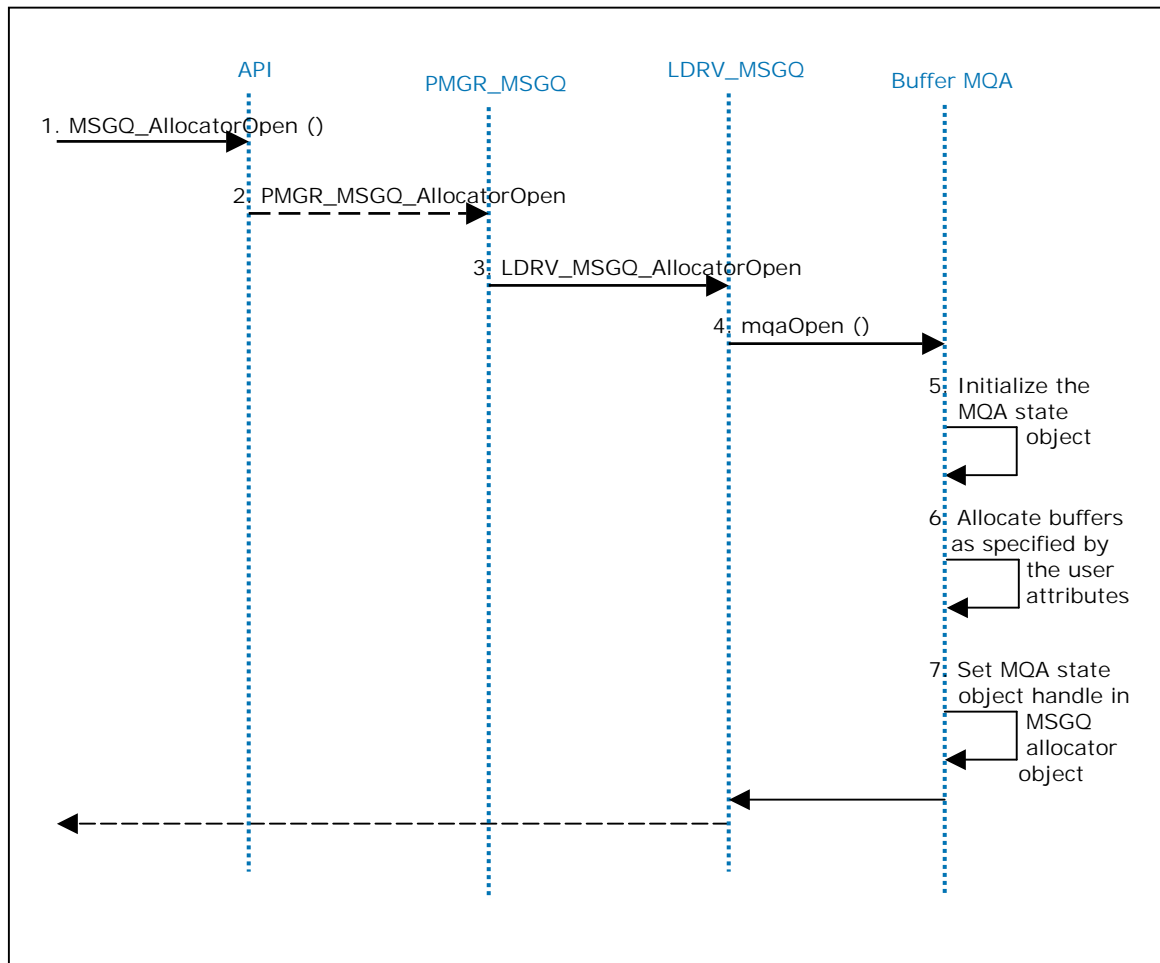 API
PMGR_MSGQ
LDRV_MSGQ
Buffer MQA
1. MSGQ_AllocatorOpen ()
2. PMGR_MSGQ_AllocatorOpen
3. LDRV_MSGQ_AllocatorOpen
4. mqaOpen ()
5. Initialize the
MQA state
object
6. Allocate buffers
as specified by
the user
attributes
7. Set MQA state
object handle in
MSGQ
allocator
object